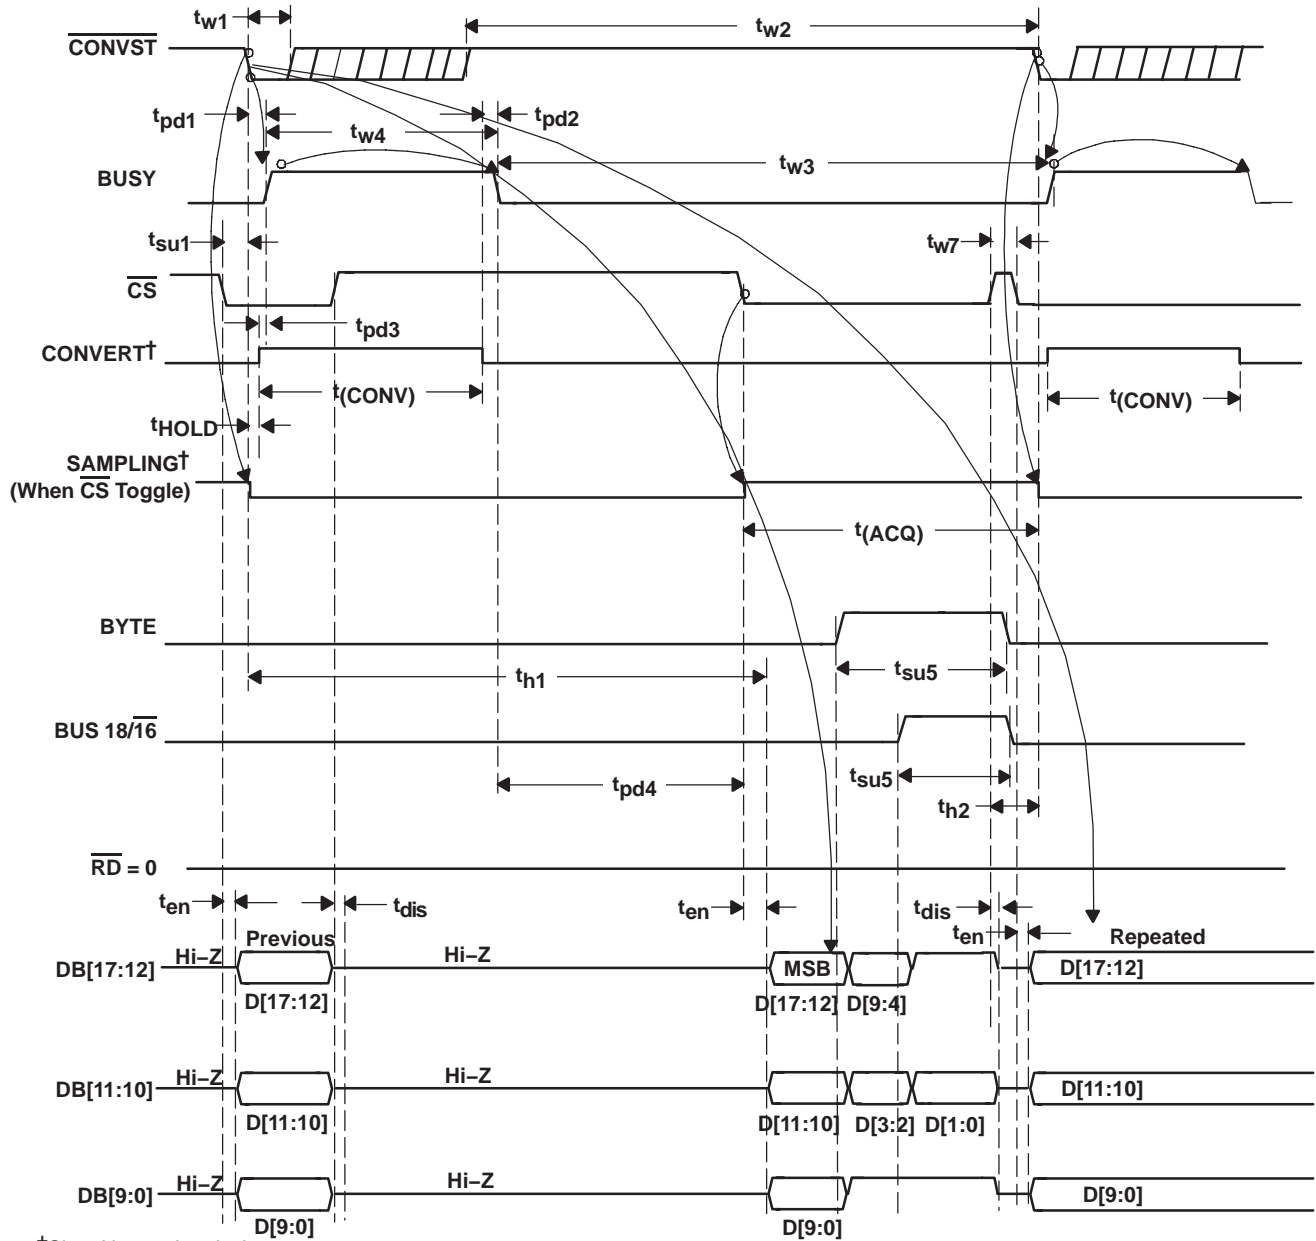 tw1
tw2
CONVST
tpd1
tw4
tpd2
tw3
BUSY
tsu1
tw7
CS
tpd3
CONVERT†
t(CONV)
t(CONV)
tHOLD
SAMPLING†
(When CS Toggle)
t(ACQ)
BYTE
th1
tsu5
BUS 18/16
tsu5
tpd4
th2
RD = 0
ten
tdis
ten
tdis
ten
Previous
Repeated
DB[17:12]
Hi–Z
Hi–Z
MSB
D[17:12]
D[17:12]
D[17:12]
D[9:4]
DB[11:10]
Hi–Z
Hi–Z
D[11:10]
D[11:10]
D[11:10]
D[3:2]
D[1:0]
DB[9:0]
Hi–Z
Hi–Z
D[9:0]
D[9:0]
D[9:0]